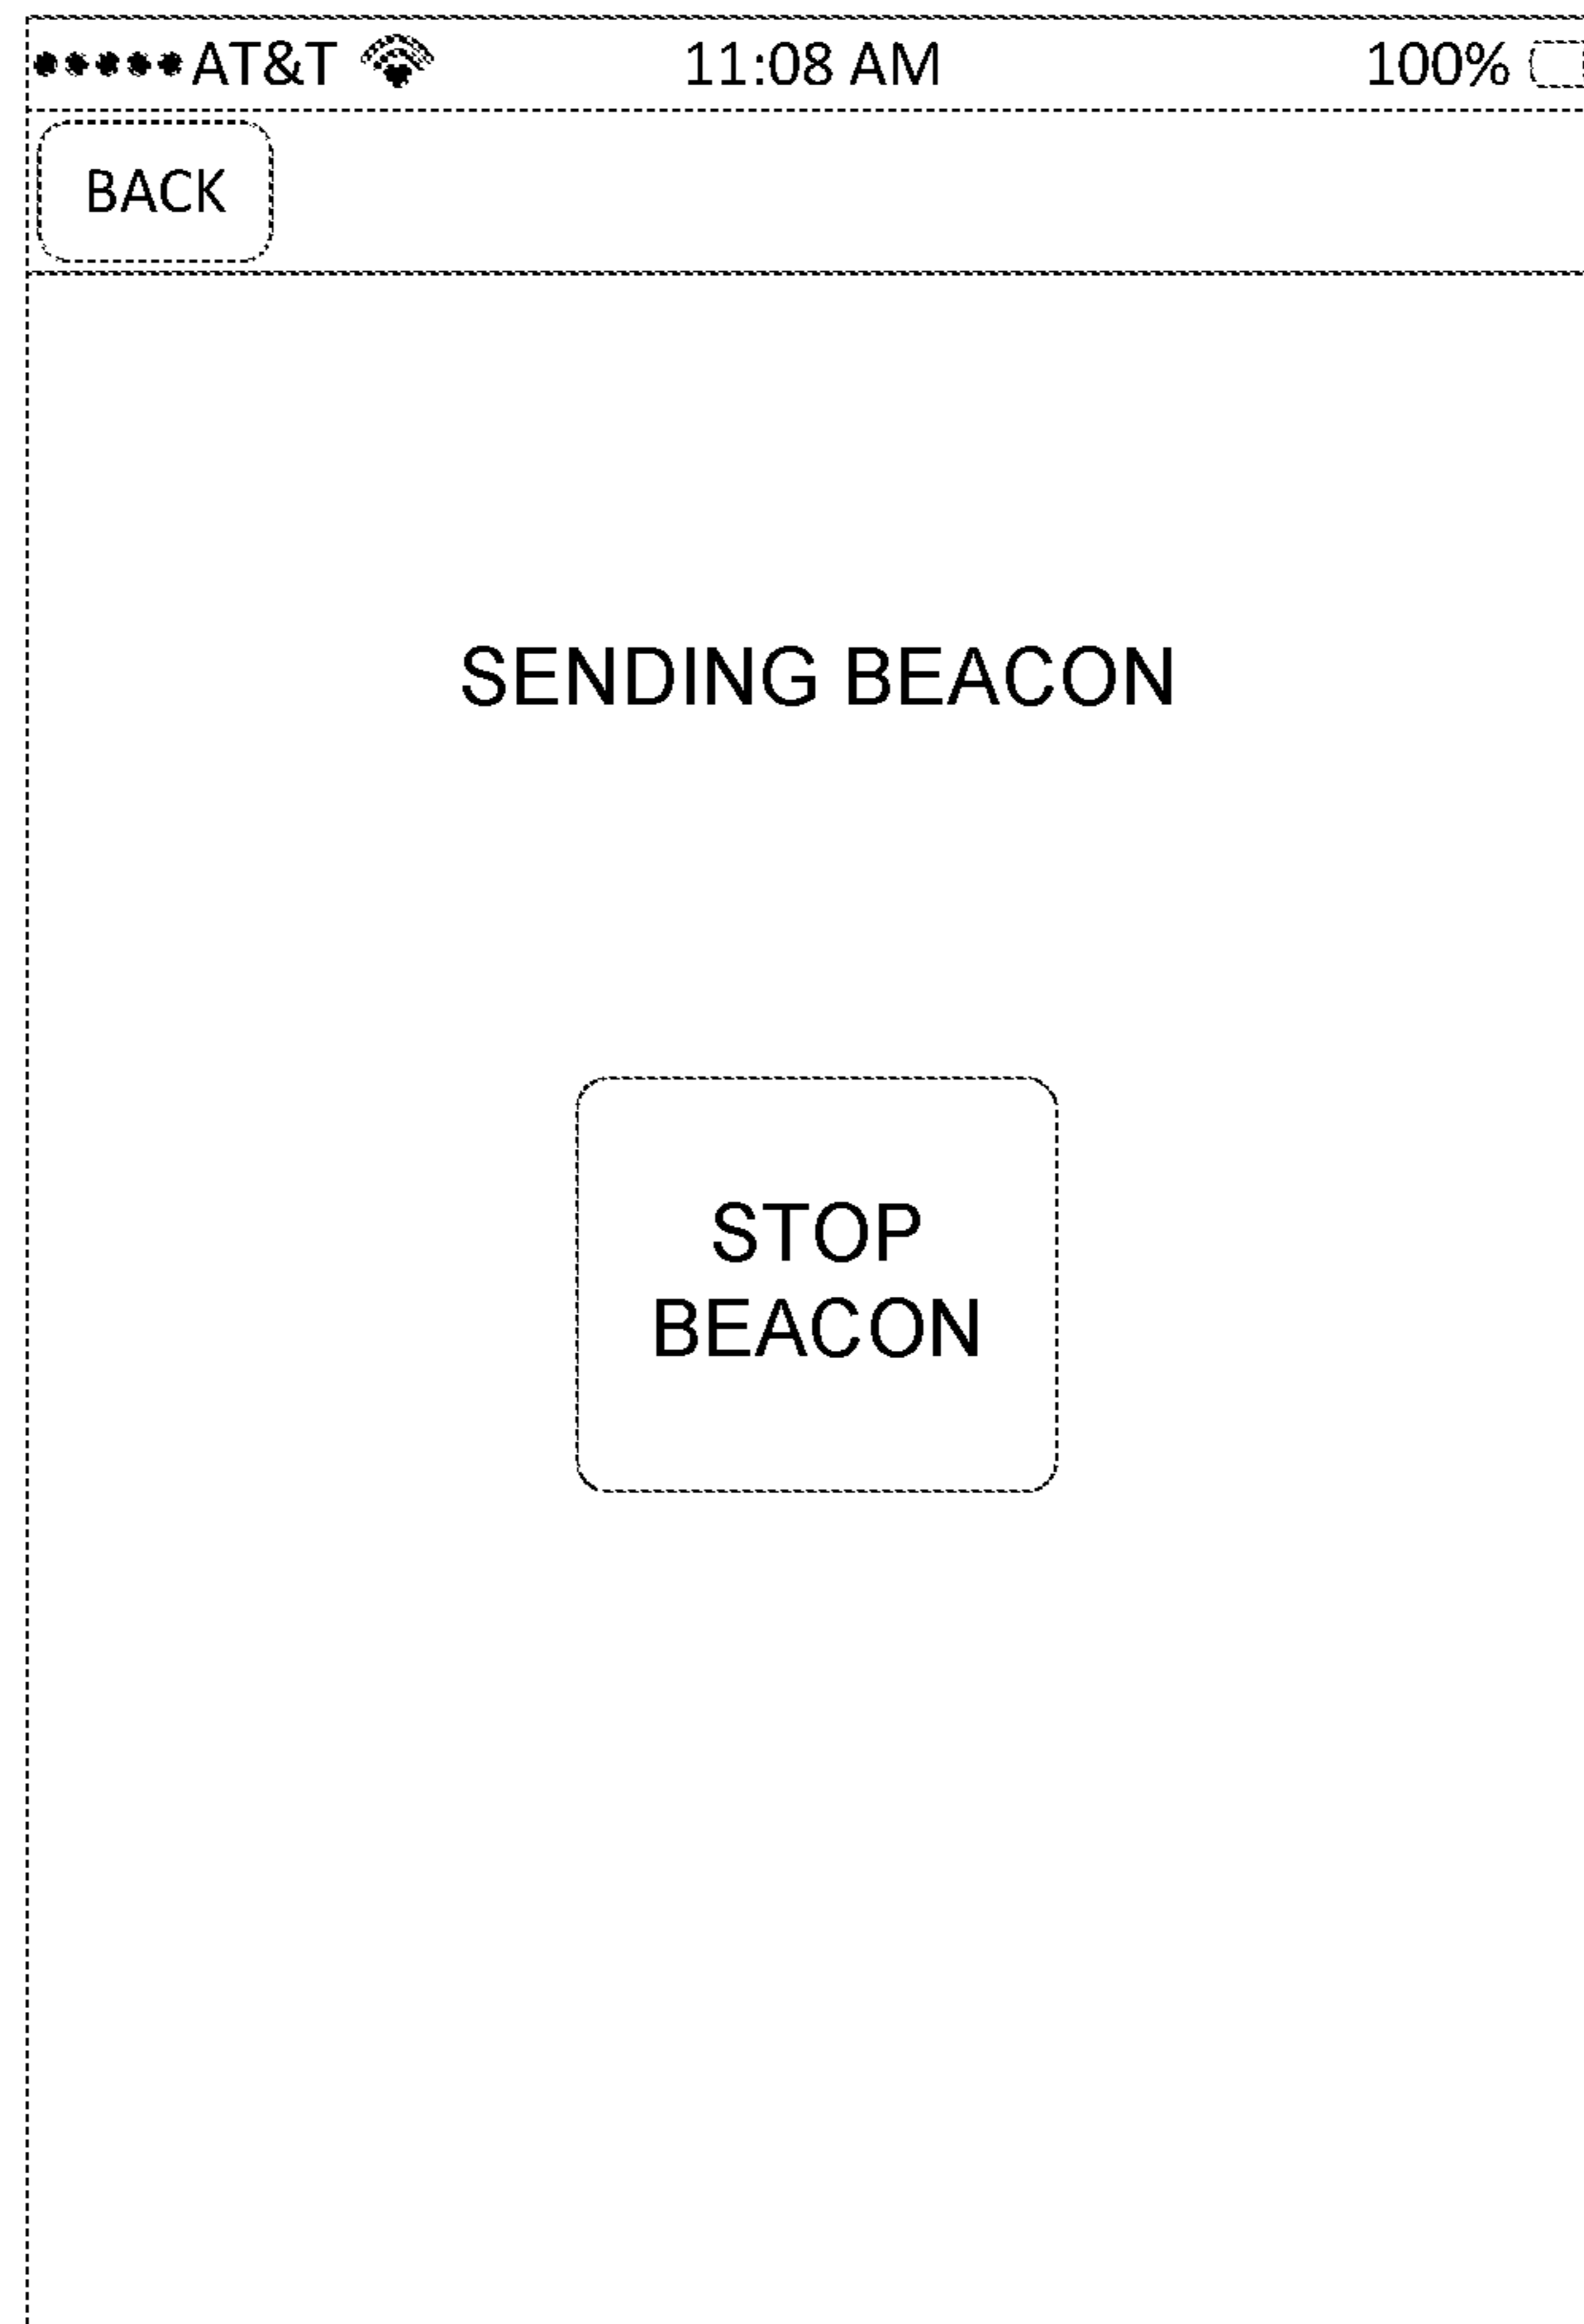 AT&T 11:08 AM 100%
BACK
SENDING BEACON
STOP
BEACON